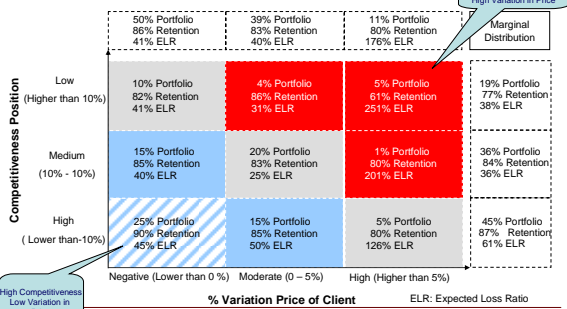 High Variation in Price
50% Portfolio
86% Retention
41% ELR
39% Portfolio
83% Retention
40% ELR
11% Portfolio
80% Retention
176% ELR
Marginal
Distribution
Competitiveness Position
Low
(Higher than 10%)
10% Portfolio
82% Retention
41% ELR
4% Portfolio
86% Retention
31% ELR
5% Portfolio
61% Retention
251% ELR
19% Portfolio
77% Retention
38% ELR
Medium
(10% - 10%)
15% Portfolio
85% Retention
40% ELR
20% Portfolio
83% Retention
25% ELR
1% Portfolio
80% Retention
201% ELR
36% Portfolio
84% Retention
36% ELR
High
( Lower than-10%)
25% Portfolio
90% Retention
45% ELR
15% Portfolio
85% Retention
50% ELR
5% Portfolio
80% Retention
126% ELR
45% Portfolio
87% Retention
61% ELR
High Competitiveness
Low Variation in
Negative (Lower than 0 %)
Moderate (0 – 5%)
High (Higher than 5%)
% Variation Price of Client
ELR: Expected Loss Ratio